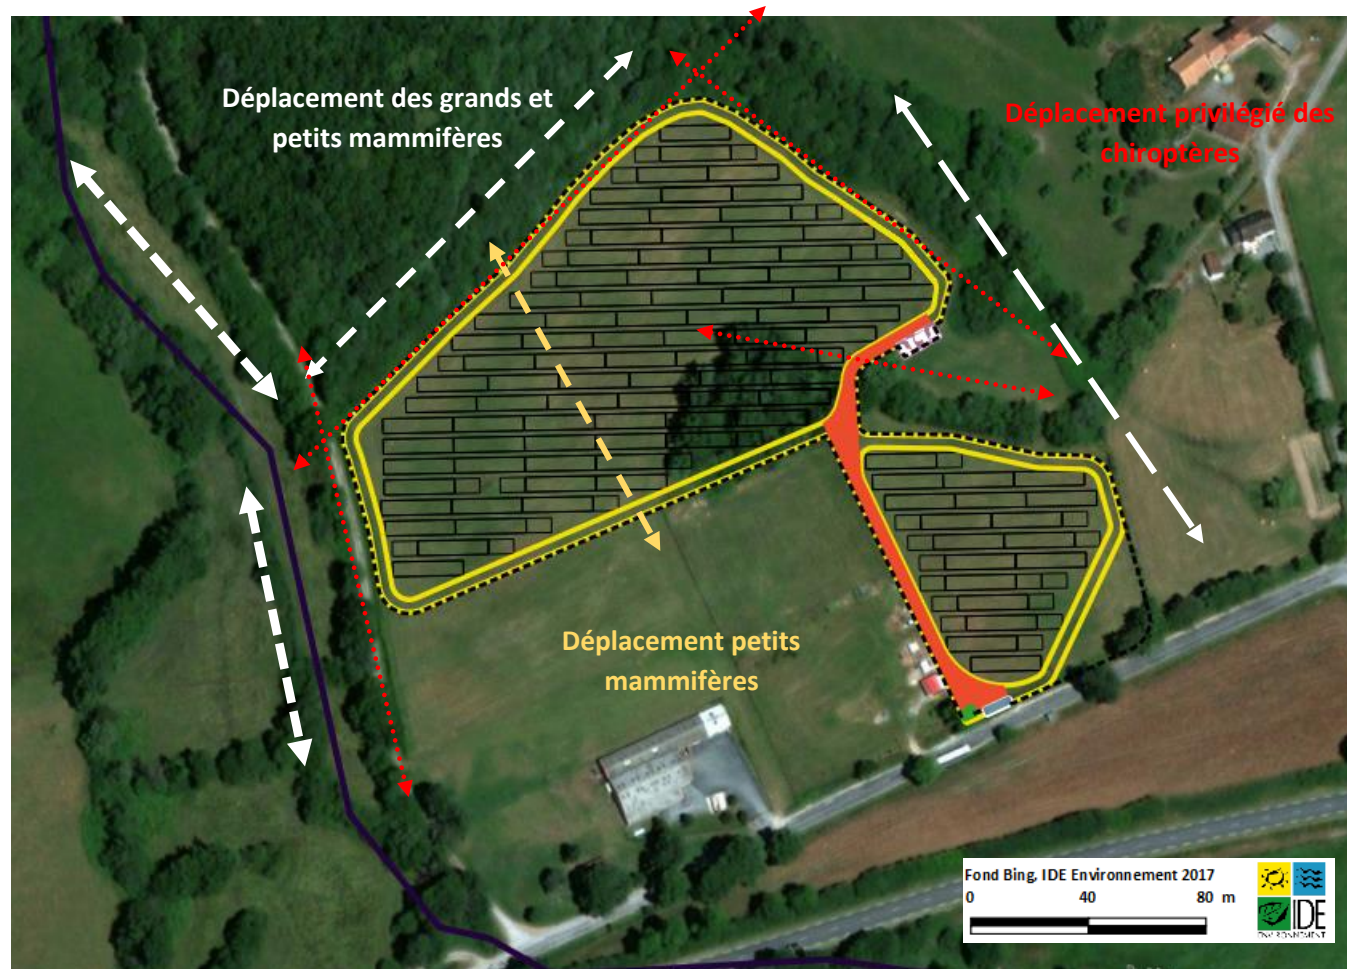 Déplacement des grands et
petits mammifères
Déplacement privilégié des
chiroptères
Déplacement petits
mammifères
Fond Bing, IDE Environnement 2017
0 40 80 m
IDE
ENVIRONNEMENT